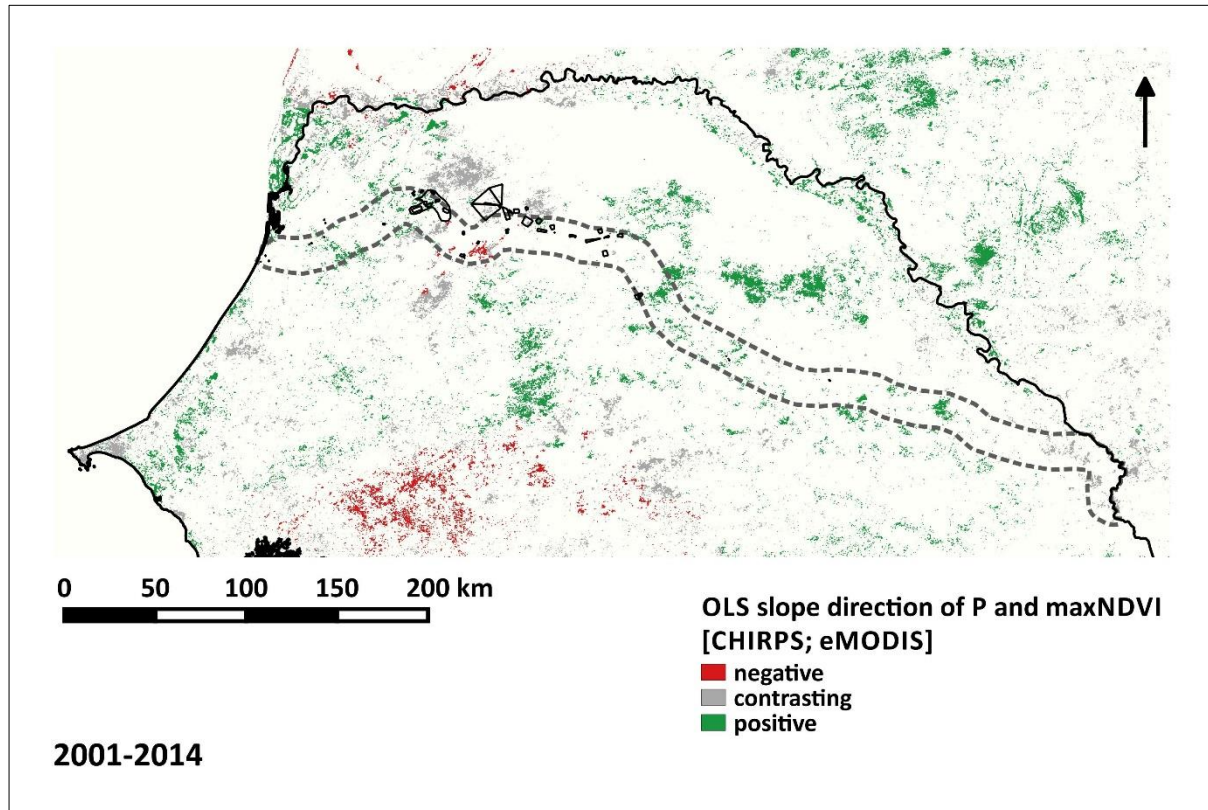 0 50 100 150 200 km
OLS slope direction of P and maxNDVI
[CHIRPS; eMODIS]
negative
contrasting
positive
2001-2014